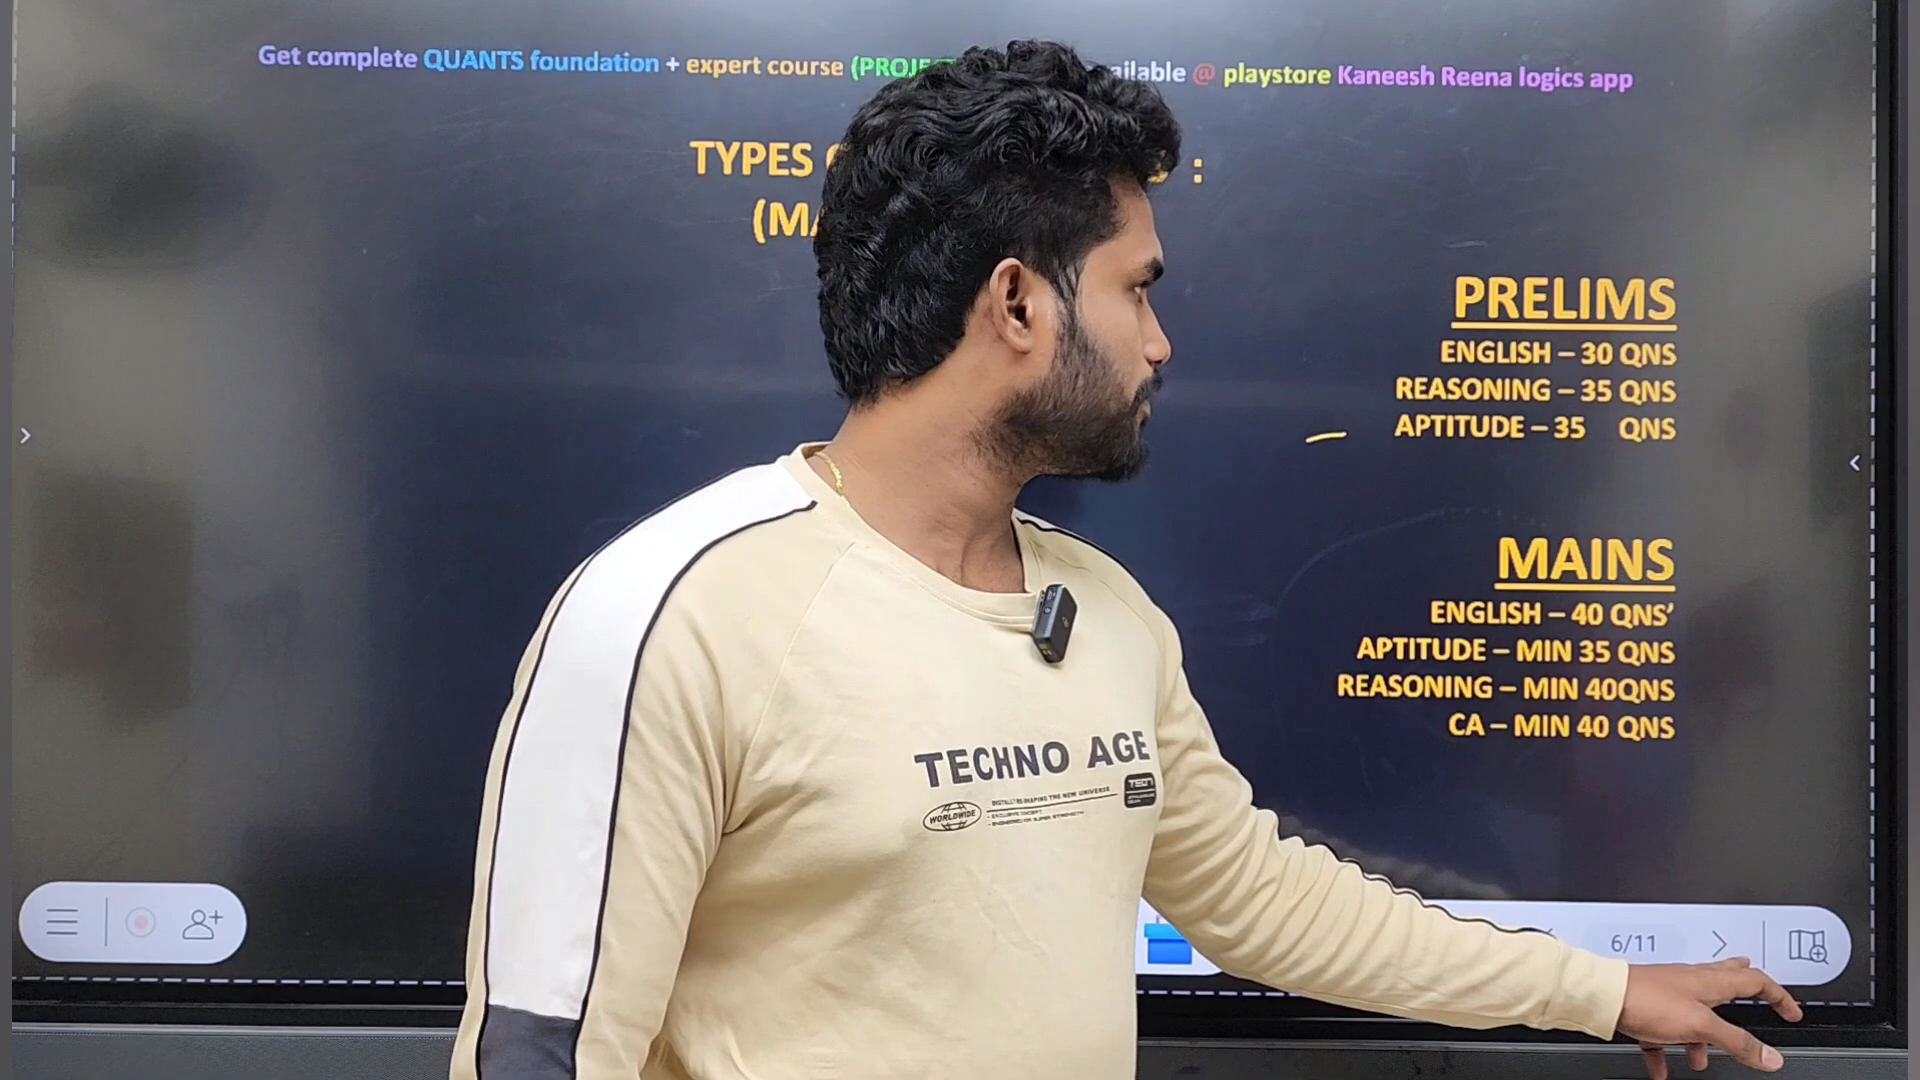 Get complete QUANTS foundation + expert course (PROJE ailable @ playstore Kaneesh Reena logics app
TYPES :
(MA
PRELIMS
ENGLISH – 30 QNS
REASONING – 35 QNS
APTITUDE – 35 QNS
MAINS
ENGLISH – 40 QNS’
APTITUDE – MIN 35 QNS
REASONING – MIN 40QNS
CA – MIN 40 QNS
TECHNO AGE
WORLDWIDE
6/11